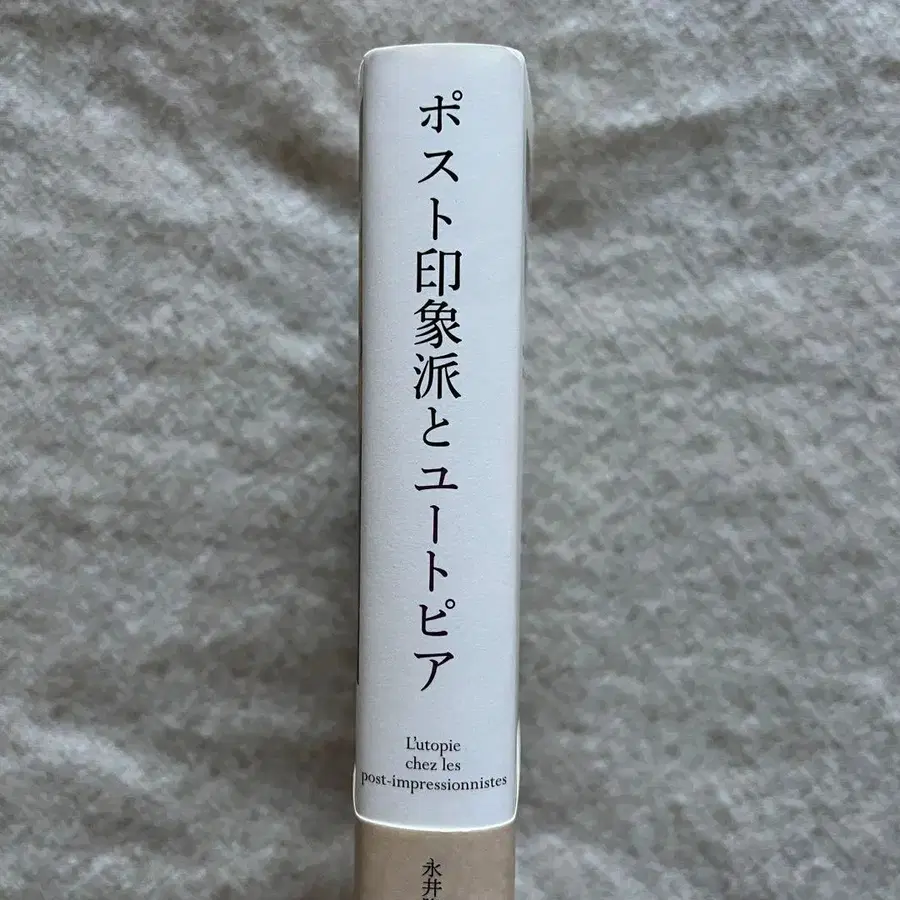 ポスト印象派とユートピア
L'utopie
chez les
post-impressionnistes
永井